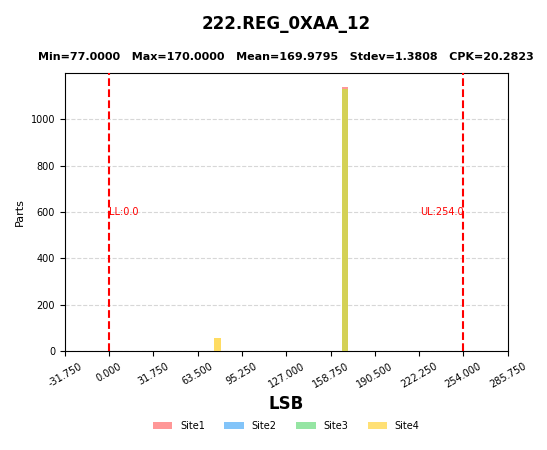 222.REG_0XAA_12
Min=77.0000 Max=170.0000 Mean=169.9795 Stdev=1.3808 CPK=20.2823
Parts
1000
800
600
400
200
0
LL:0.0
UL:254.0
-31.750 0.000 31.750 63.500 95.250 127.000 158.750 190.500 222.250 254.000 285.750
LSB
Site1 Site2 Site3 Site4